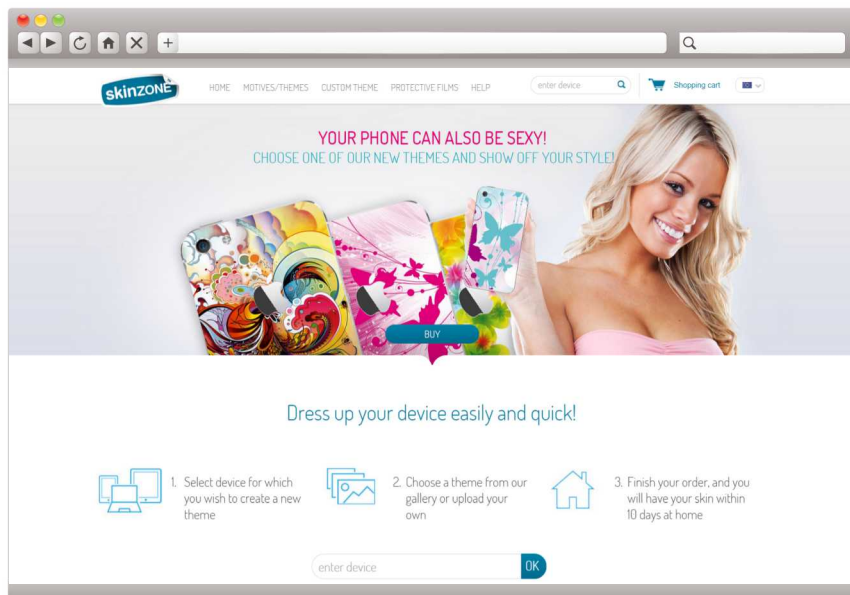 skinzone
HOME MOTIVES/THEMES CUSTOM THEME PROTECTIVE FILMS HELP
enter device
Shopping cart
YOUR PHONE CAN ALSO BE SEXY!
CHOOSE ONE OF OUR NEW THEMES AND SHOW OFF YOUR STYLE!
BUY
Dress up your device easily and quick!
1. Select device for which
you wish to create a new
theme
2. Choose a theme from our
gallery or upload your
own
3. Finish your order, and you
will have your skin within
10 days at home
enter device
OK